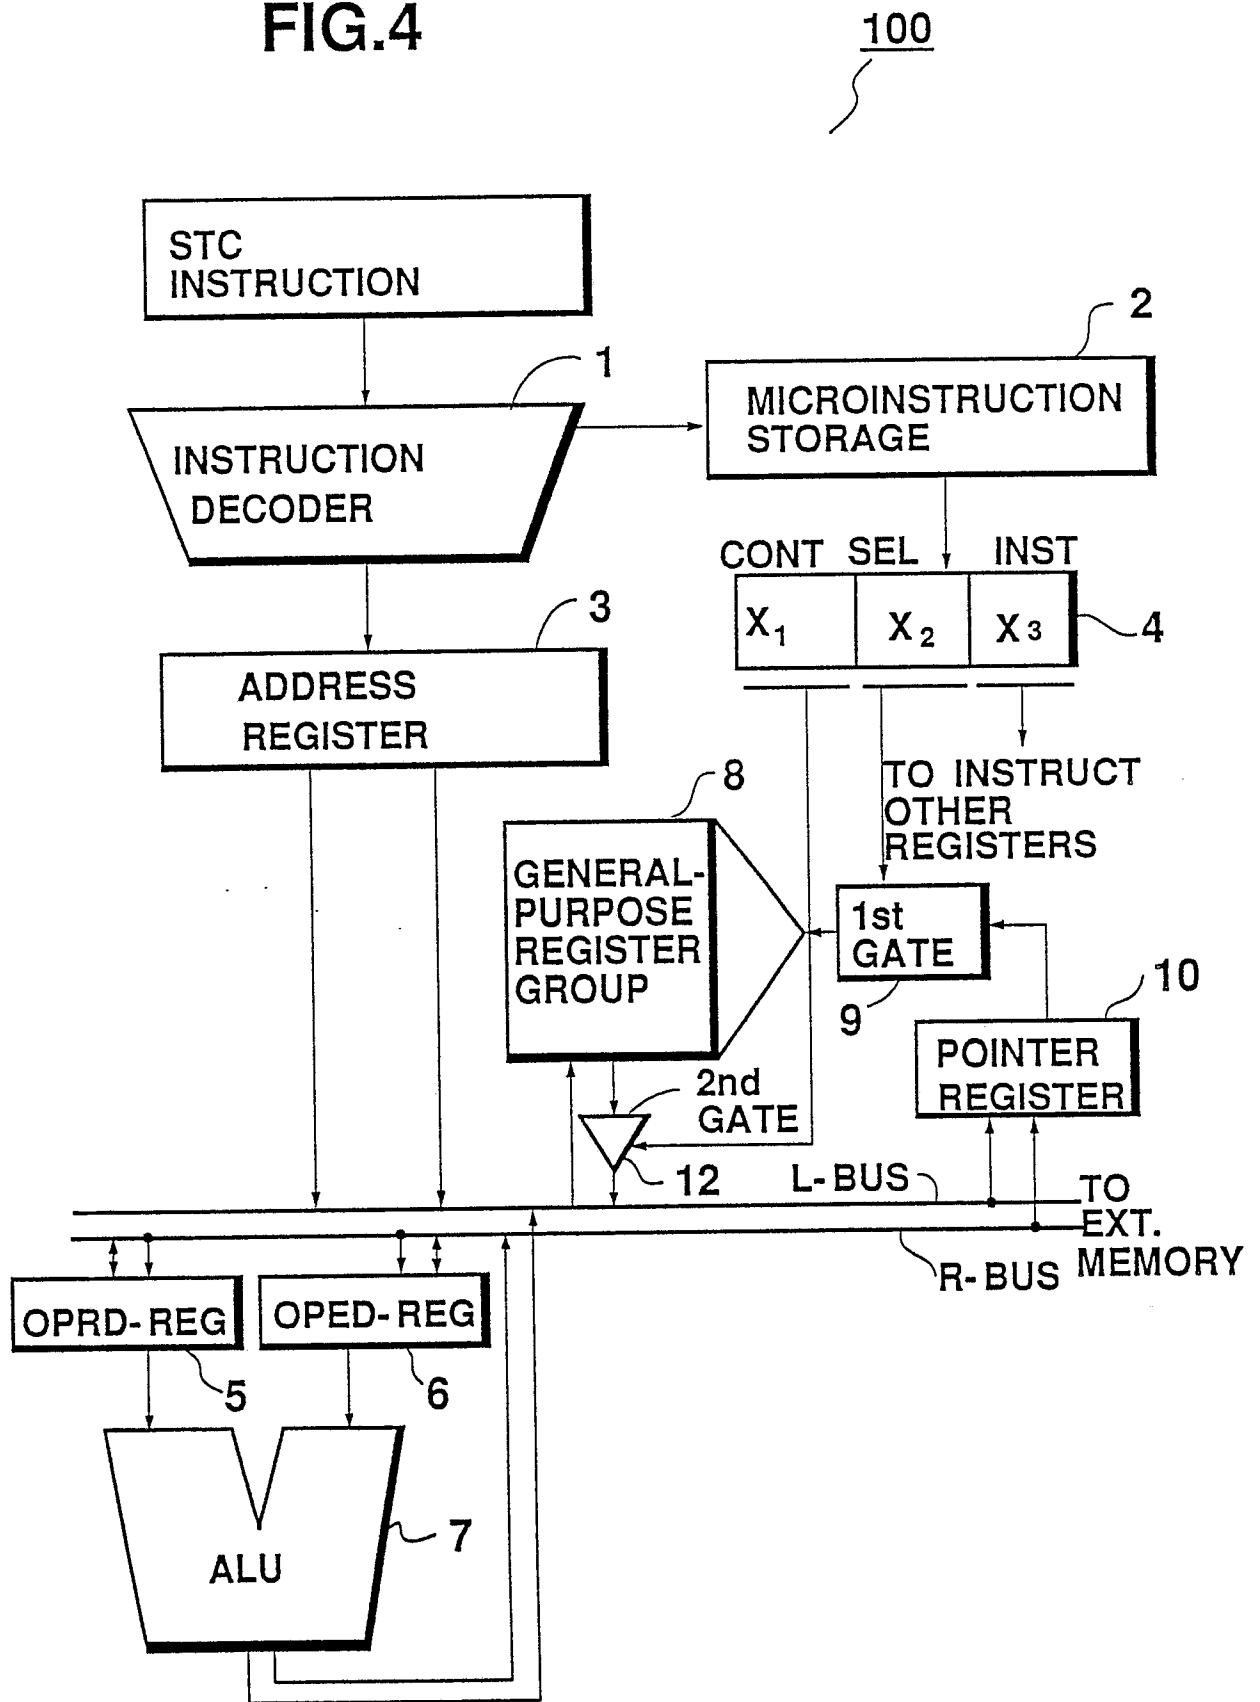 FIG.4
100
STC
INSTRUCTION
1
2
MICROINSTRUCTION
STORAGE
INSTRUCTION
DECODER
CONT SEL INST
X1 X2 X3
4
3
ADDRESS
REGISTER
TO INSTRUCT
OTHER
REGISTERS
8
GENERAL-
PURPOSE
REGISTER
GROUP
1st
GATE
9
10
POINTER
REGISTER
2nd
GATE
12
L-BUS
TO
EXT.
MEMORY
R-BUS
OPRD-REG
OPED-REG
5
6
7
ALU